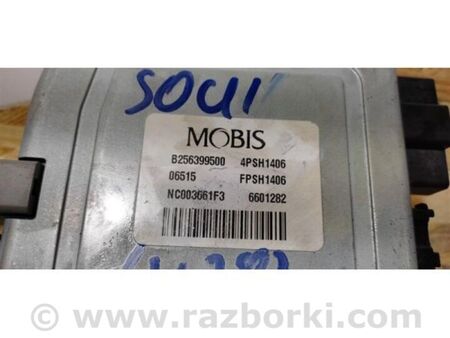 SOUL
MOBIS
B256399500 4PSH1406
06515 FPSH1406
NC003661F3 6601282
© www.razborki.com